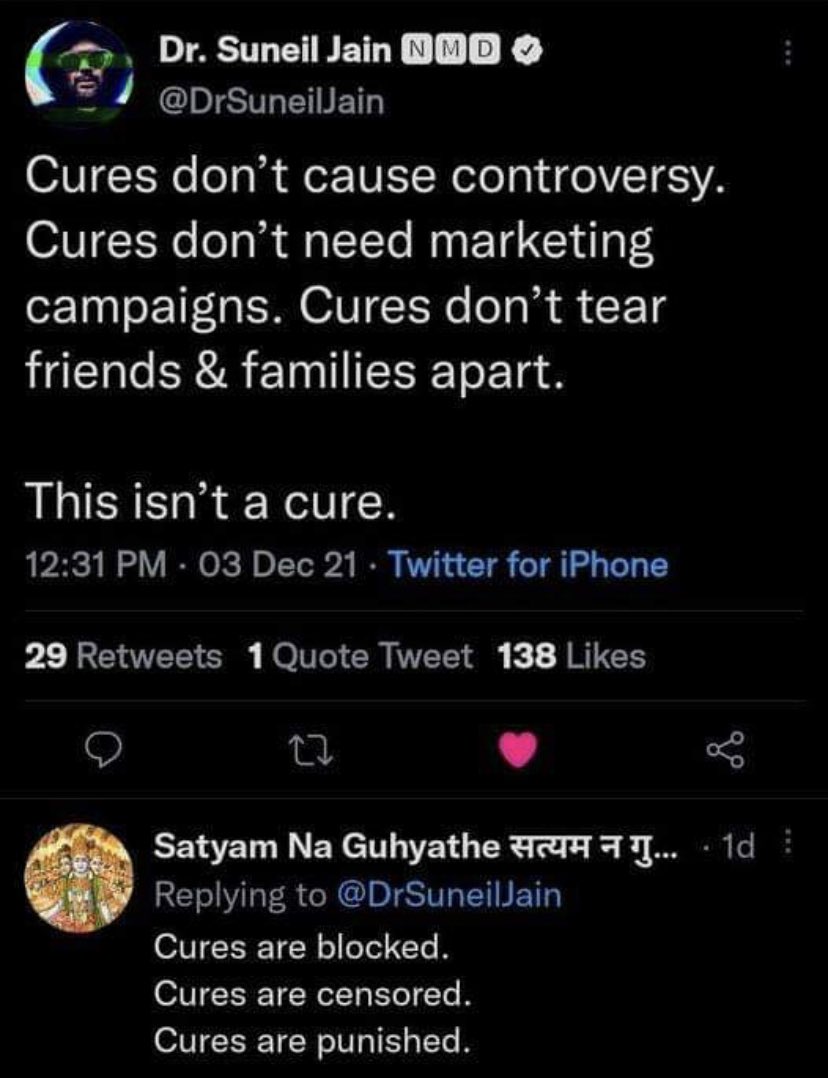 Dr. Suneil Jain 🄽🄼🄳
@DrSuneilJain
Cures don’t cause controversy.
Cures don’t need marketing
campaigns. Cures don’t tear
friends & families apart.
This isn’t a cure.
12:31 PM · 03 Dec 21 · Twitter for iPhone
29 Retweets 1 Quote Tweet 138 Likes
Satyam Na Guhyathe सत्यम न गु... · 1d
Replying to @DrSuneilJain
Cures are blocked.
Cures are censored.
Cures are punished.